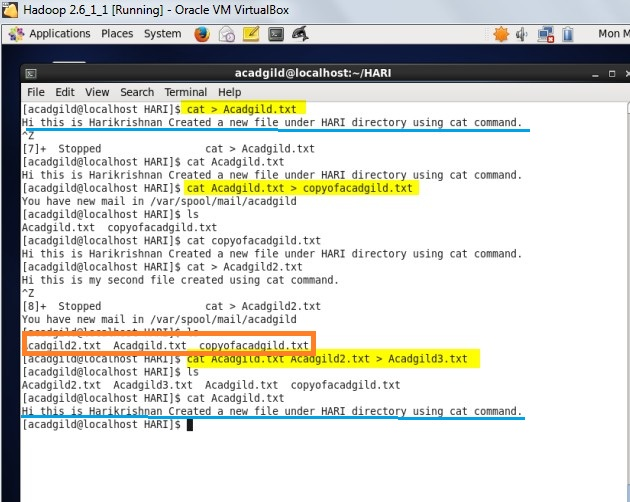 Hadoop 2.6_1_1 [Running] - Oracle VM VirtualBox
Applications Places System Mon M
acadgild@localhost:~/HARI
File Edit View Search Terminal Help
[acadgild@localhost HARI]$ cat > Acadgild.txt
Hi this is Harikrishnan Created a new file under HARI directory using cat command.
^Z
[7]+ Stopped cat > Acadgild.txt
[acadgild@localhost HARI]$ cat Acadgild.txt
Hi this is Harikrishnan Created a new file under HARI directory using cat command.
[acadgild@localhost HARI]$ cat Acadgild.txt > copyofacadgild.txt
You have new mail in /var/spool/mail/acadgild
[acadgild@localhost HARI]$ ls
Acadgild.txt copyofacadgild.txt
[acadgild@localhost HARI]$ cat copyofacadgild.txt
Hi this is Harikrishnan Created a new file under HARI directory using cat command.
[acadgild@localhost HARI]$ cat > Acadgild2.txt
Hi this is my second file created using cat command.
^Z
[8]+ Stopped cat > Acadgild2.txt
You have new mail in /var/spool/mail/acadgild
[acadgild@localhost HARI]$ ls
Acadgild2.txt Acadgild.txt copyofacadgild.txt
[acadgild@localhost HARI]$ cat Acadgild.txt Acadgild2.txt > Acadgild3.txt
[acadgild@localhost HARI]$ ls
Acadgild2.txt Acadgild3.txt Acadgild.txt copyofacadgild.txt
[acadgild@localhost HARI]$ cat Acadgild.txt
Hi this is Harikrishnan Created a new file under HARI directory using cat command.
[acadgild@localhost HARI]$